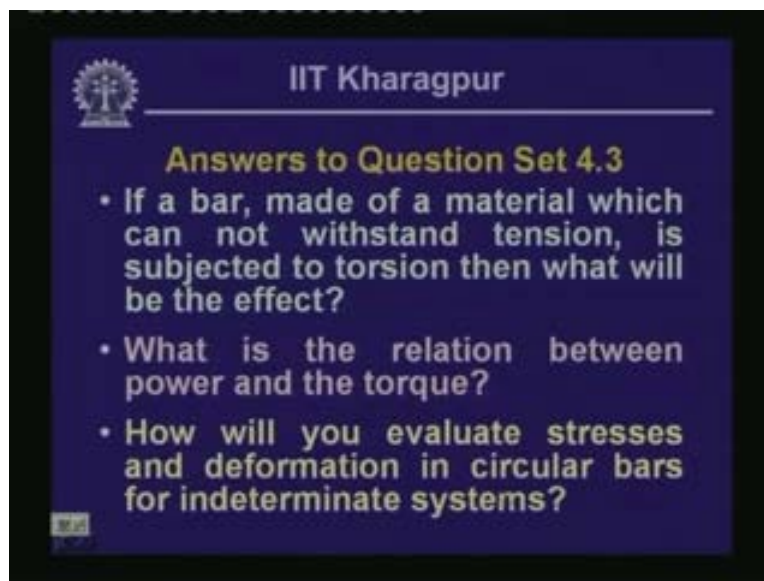 IIT Kharagpur
Answers to Question Set 4.3
• If a bar, made of a material which
can not withstand tension, is
subjected to torsion then what will
be the effect?
• What is the relation between
power and the torque?
• How will you evaluate stresses
and deformation in circular bars
for indeterminate systems?